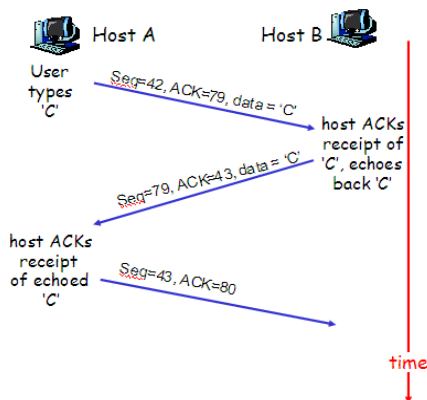 Host A
Host B
User
types
‘C’
Seq=42, ACK=79, data = ‘C’
host ACKs
receipt of
‘C’, echoes
back ‘C’
Seq=79, ACK=43, data = ‘C’
host ACKs
receipt
of echoed
‘C’
Seq=43, ACK=80
time